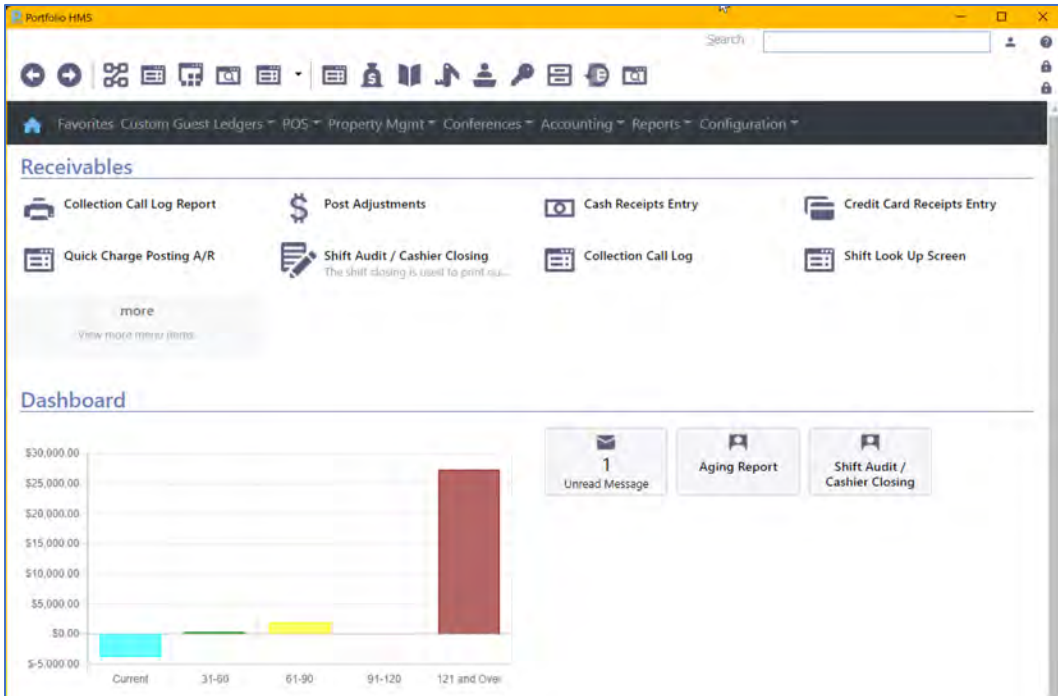 Portfolio HMS
Search
Favorites Custom Guest Ledgers POS Property Mgmt Conferences Accounting Reports Configuration
Receivables
Collection Call Log Report
Post Adjustments
Cash Receipts Entry
Credit Card Receipts Entry
Quick Charge Posting A/R
Shift Audit / Cashier Closing
The shift closing is used to print ou...
Collection Call Log
Shift Look Up Screen
more
View more menu items
Dashboard
$30,000.00
$25,000.00
$20,000.00
$15,000.00
$10,000.00
$5,000.00
$0.00
$-5,000.00
Current 31-60 61-90 91-120 121 and Over
1
Unread Message
Aging Report
Shift Audit /
Cashier Closing